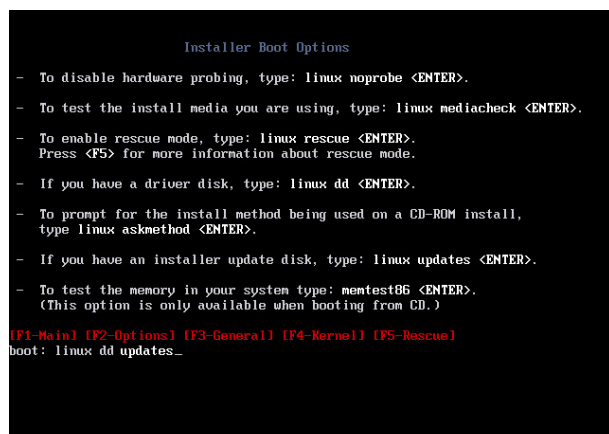 Installer Boot Options
- To disable hardware probing, type: linux noprobe <ENTER>.
- To test the install media you are using, type: linux mediacheck <ENTER>.
- To enable rescue mode, type: linux rescue <ENTER>.
Press <F5> for more information about rescue mode.
- If you have a driver disk, type: linux dd <ENTER>.
- To prompt for the install method being used on a CD-ROM install,
type linux askmethod <ENTER>.
- If you have an installer update disk, type: linux updates <ENTER>.
- To test the memory in your system type: memtest86 <ENTER>.
(This option is only available when booting from CD.)
[F1-Main] [F2-Options] [F3-General] [F4-Kernel] [F5-Rescue]
boot: linux dd updates_